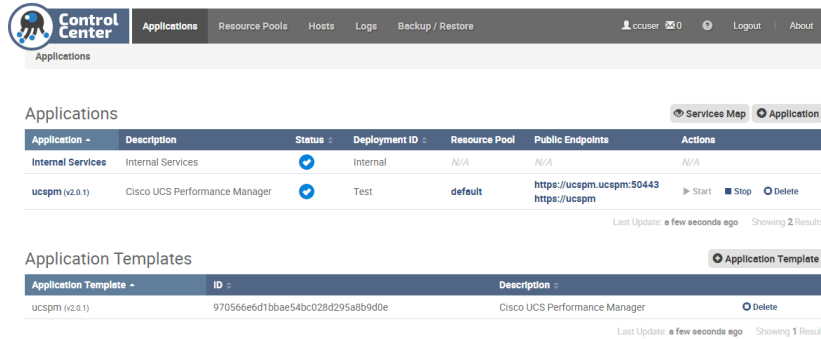 Control Center Applications Resource Pools Hosts Logs Backup / Restore ccuser 0 Logout About
Applications
Applications Services Map Application
Application Description Status Deployment ID Resource Pool Public Endpoints Actions
Internal Services Internal Services Internal N/A N/A N/A
ucspm (v2.0.1) Cisco UCS Performance Manager Test default https://ucspm.ucspm:50443 Start Stop Delete
https://ucspm
Last Update: a few seconds ago Showing 2 Results
Application Templates Application Template
Application Template ID Description
ucspm (v2.0.1) 970566e6d1bbae54bc028d295a8b9d0e Cisco UCS Performance Manager Delete
Last Update: a few seconds ago Showing 1 Resul